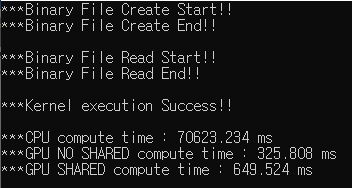 ***Binary File Create Start!!
***Binary File Create End!!
***Binary File Read Start!!
***Binary File Read End!!
***Kernel execution Success!!
***CPU compute time : 70623.234 ms
***GPU NO SHARED compute time : 325.808 ms
***GPU SHARED compute time : 649.524 ms